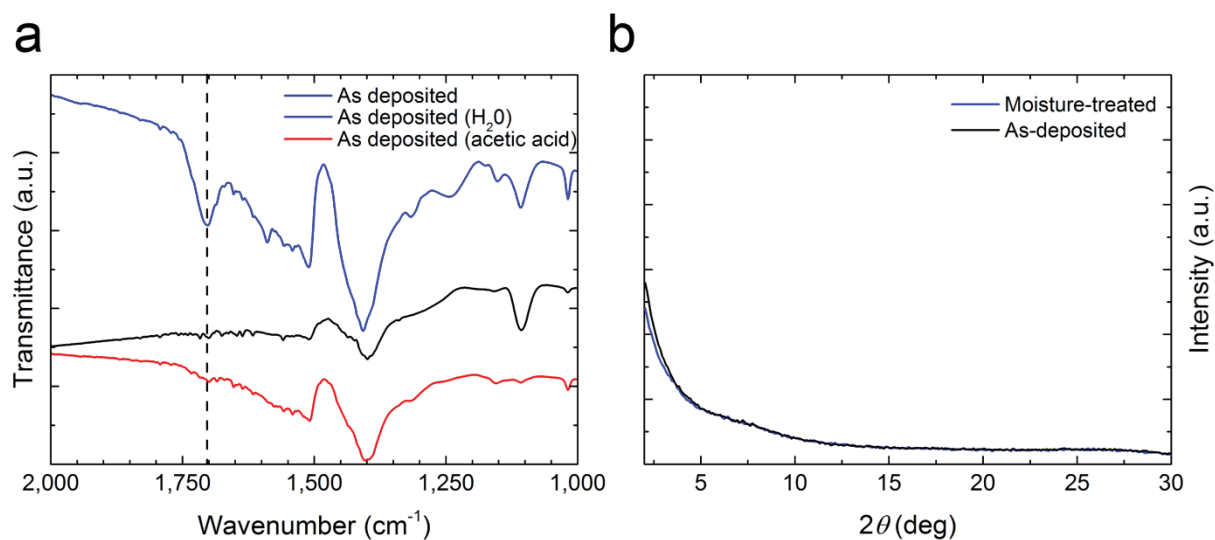 a
As deposited
As deposited (H₂0)
As deposited (acetic acid)
Transmittance (a.u.)
2,000 1,750 1,500 1,250 1,000
Wavenumber (cm⁻¹)
b
Moisture-treated
As-deposited
Intensity (a.u.)
5 10 15 20 25 30
2θ (deg)